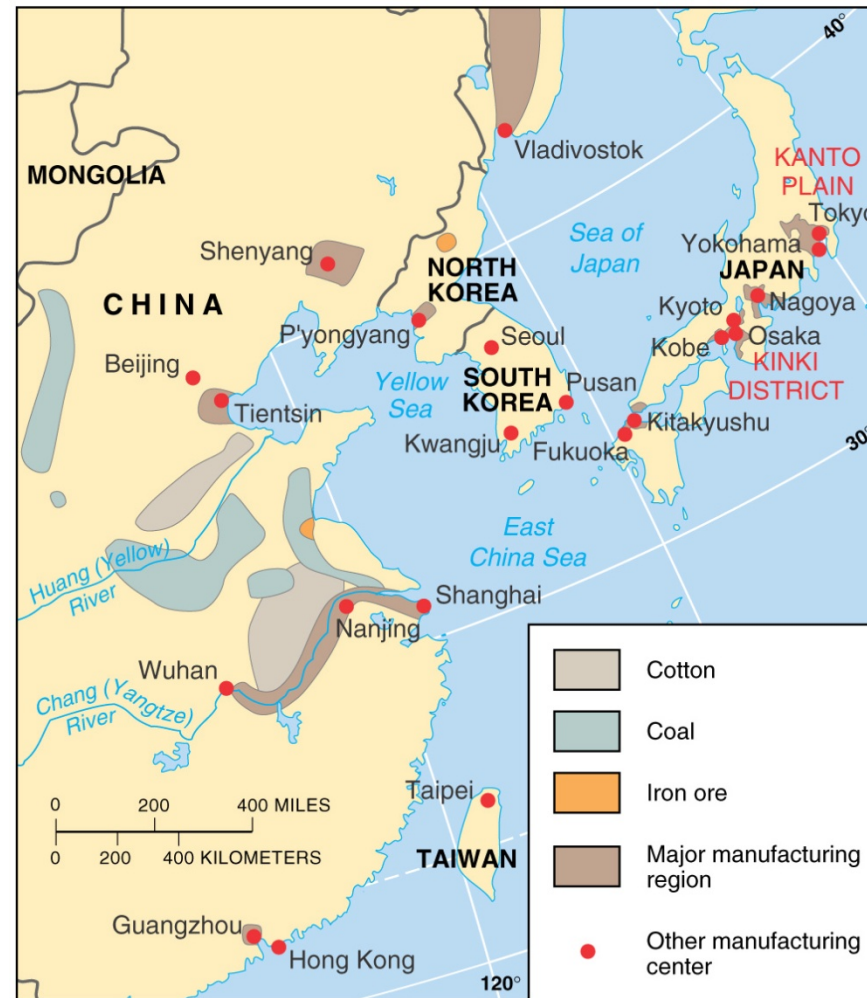 40°
Vladivostok
MONGOLIA
KANTO
PLAIN
Tokyo
Sea of
Japan
Yokohama
Shenyang
NORTH
KOREA
JAPAN
CHINA
Nagoya
Kyoto
P'yongyang
Seoul
Osaka
Kobe
Beijing
KINKI
DISTRICT
Yellow
Sea
SOUTH
KOREA
Pusan
Tientsin
Kitakyushu
Kwangju
Fukuoka
30°
East
China Sea
Huang (Yellow)
River
Shanghai
Nanjing
Wuhan
Chang (Yangtze)
River
Cotton
Coal
Iron ore
Major manufacturing
region
Other manufacturing
center
Taipei
0 200 400 MILES
0 200 400 KILOMETERS
TAIWAN
Guangzhou
Hong Kong
120°